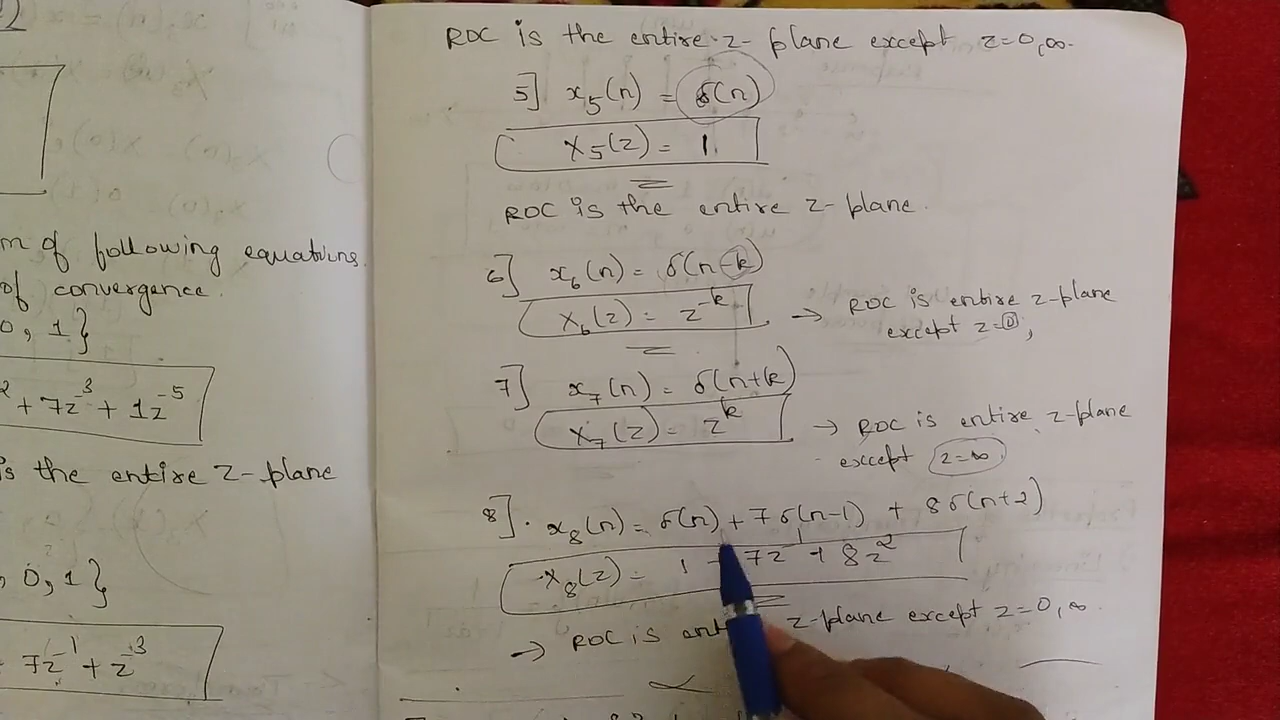 m of following equations.
of convergence.
0, 1}
² + 7z⁻³ + 1z⁻⁵
is the entire z-plane
, 0, 1}
7z⁻¹ + z⁻³
ROC is the entire z-plane except z=0,∞.
5] x₅(n) = δ(n)
X₅(z) = 1
ROC is the entire z-plane.
6] x₆(n) = δ(n-k)
X₆(z) = z⁻ᵏ → ROC is entire z-plane
except z=0,
7] x₇(n) = δ(n+k)
X₇(z) = zᵏ → ROC is entire z-plane
except z=∞
8]. x₈(n) = δ(n) + 7δ(n-1) + 8δ(n+2)
X₈(z) = 1 + 7z⁻¹ + 8z²
→ ROC is z-plane except z=0,∞.